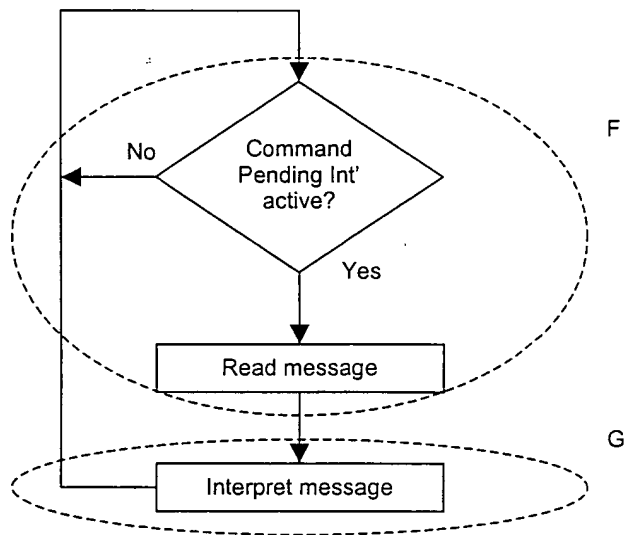 F
No
Command
Pending Int'
active?
Yes
Read message
G
Interpret message